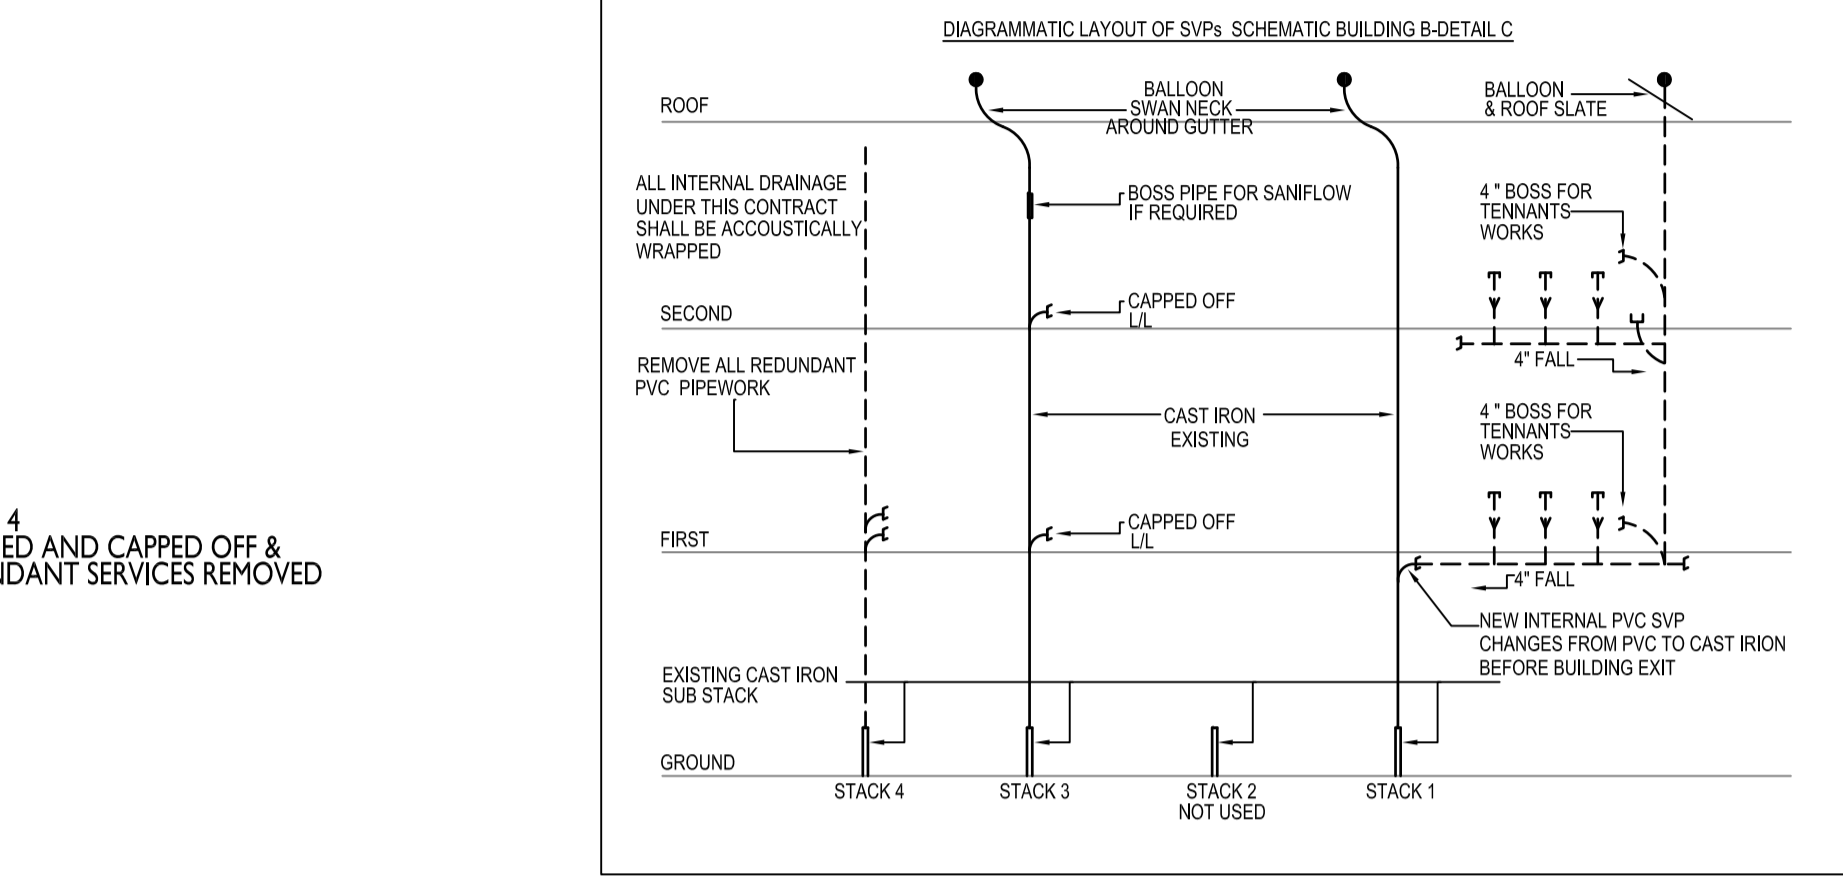 DIAGRAMMATIC LAYOUT OF SVPs SCHEMATIC BUILDING B-DETAIL C
ROOF
BALLOON
SWAN NECK
AROUND GUTTER
BALLOON
& ROOF SLATE
ALL INTERNAL DRAINAGE
UNDER THIS CONTRACT
SHALL BE ACCOUSTICALLY
WRAPPED
BOSS PIPE FOR SANIFLOW
IF REQUIRED
4 " BOSS FOR
TENNANTS
WORKS
SECOND
CAPPED OFF
L/L
4" FALL
REMOVE ALL REDUNDANT
PVC PIPEWORK
CAST IRON
EXISTING
4 " BOSS FOR
TENNANTS
WORKS
FIRST
CAPPED OFF
L/L
4" FALL
NEW INTERNAL PVC SVP
CHANGES FROM PVC TO CAST IRION
BEFORE BUILDING EXIT
EXISTING CAST IRON
SUB STACK
GROUND
STACK 4
STACK 3
STACK 2
NOT USED
STACK 1
4
AND CAPPED OFF &
SERVICES REMOVED